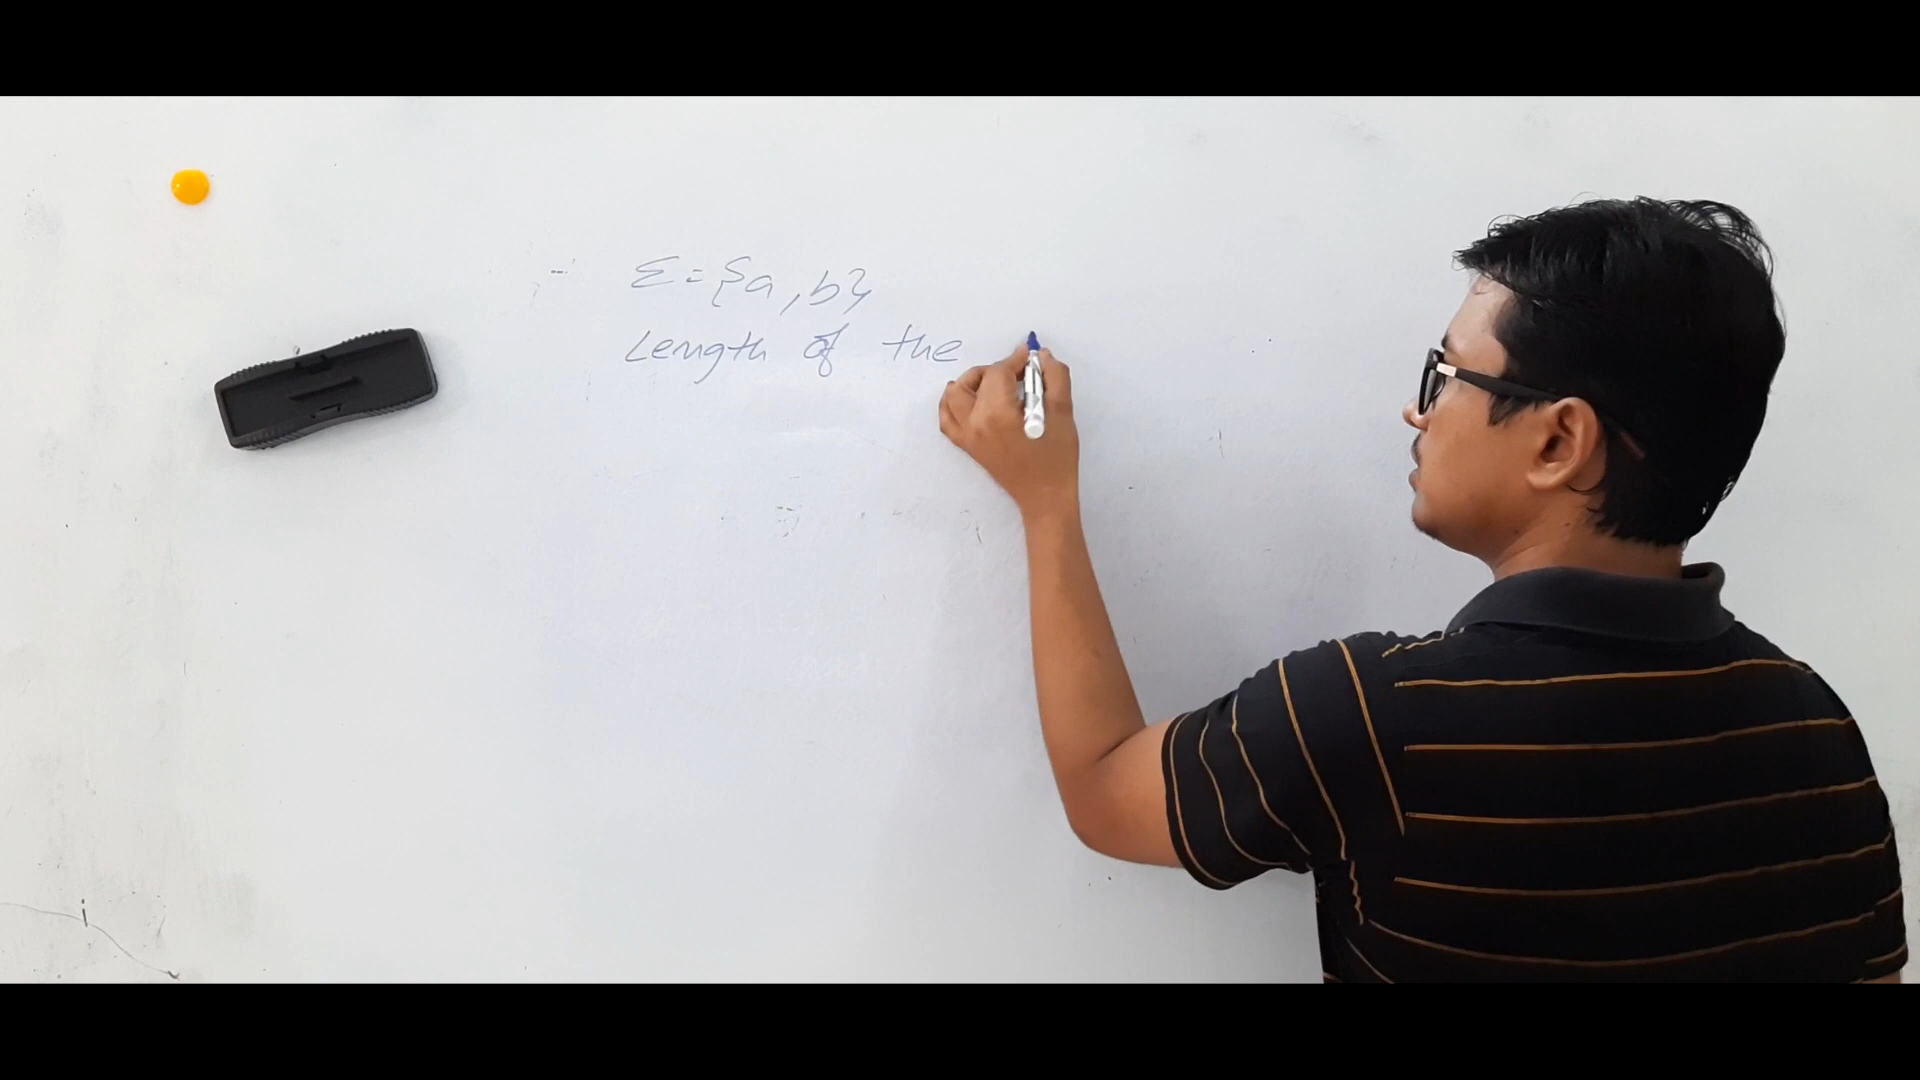 Σ = {a, b}
Length of the